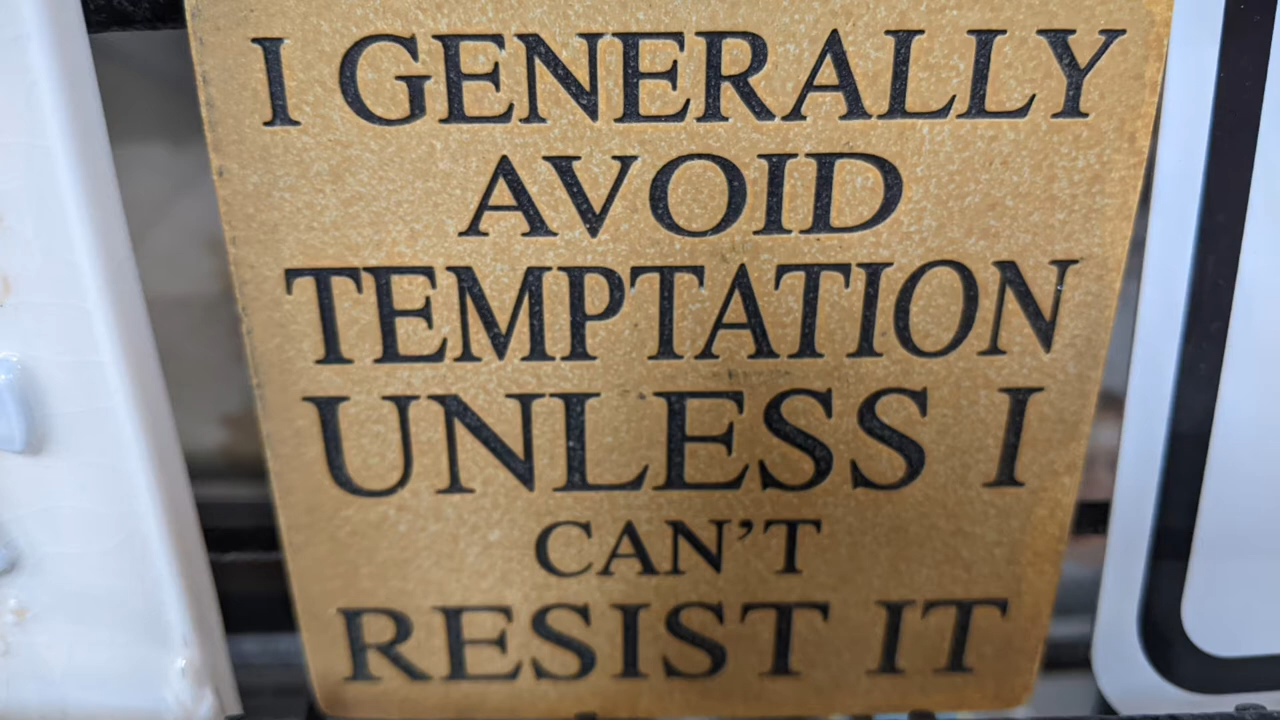 I GENERALLY
AVOID
TEMPTATION
UNLESS I
CAN'T
RESIST IT